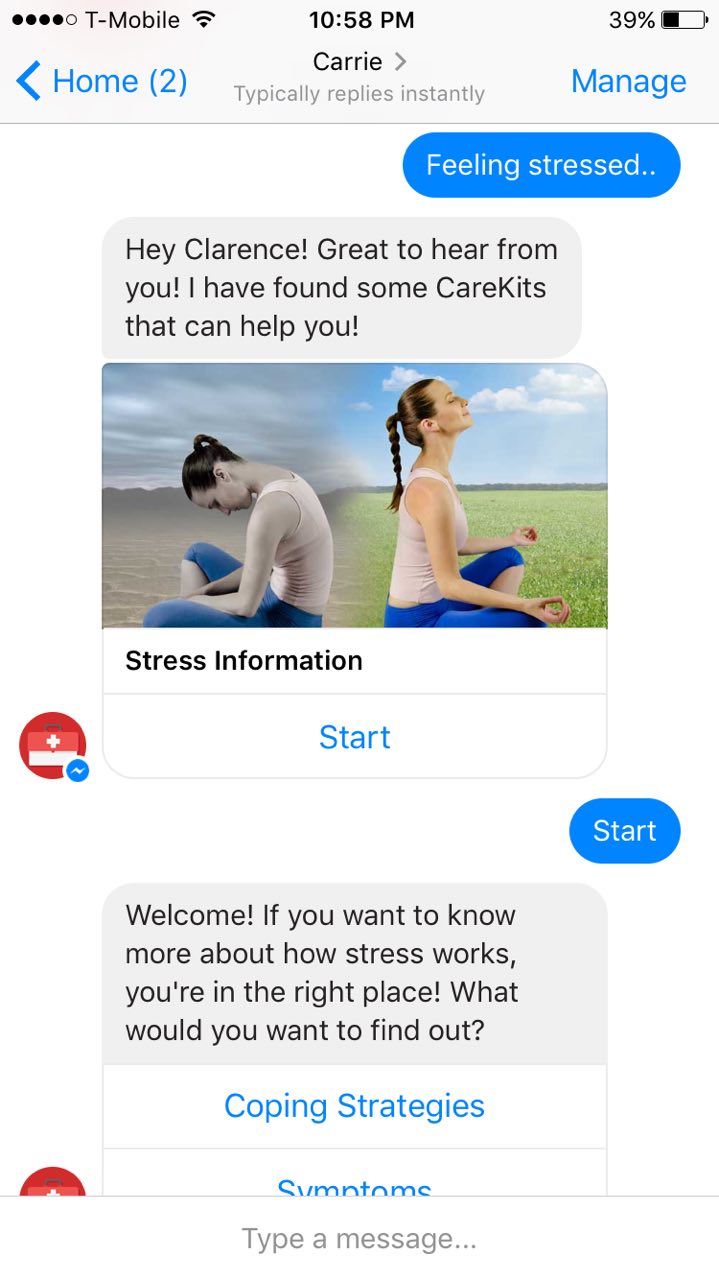 T-Mobile 10:58 PM 39%
Home (2) Carrie Manage
Typically replies instantly
Feeling stressed..
Hey Clarence! Great to hear from
you! I have found some CareKits
that can help you!
Stress Information
Start
Start
Welcome! If you want to know
more about how stress works,
you're in the right place! What
would you want to find out?
Coping Strategies
Symptoms
Type a message...